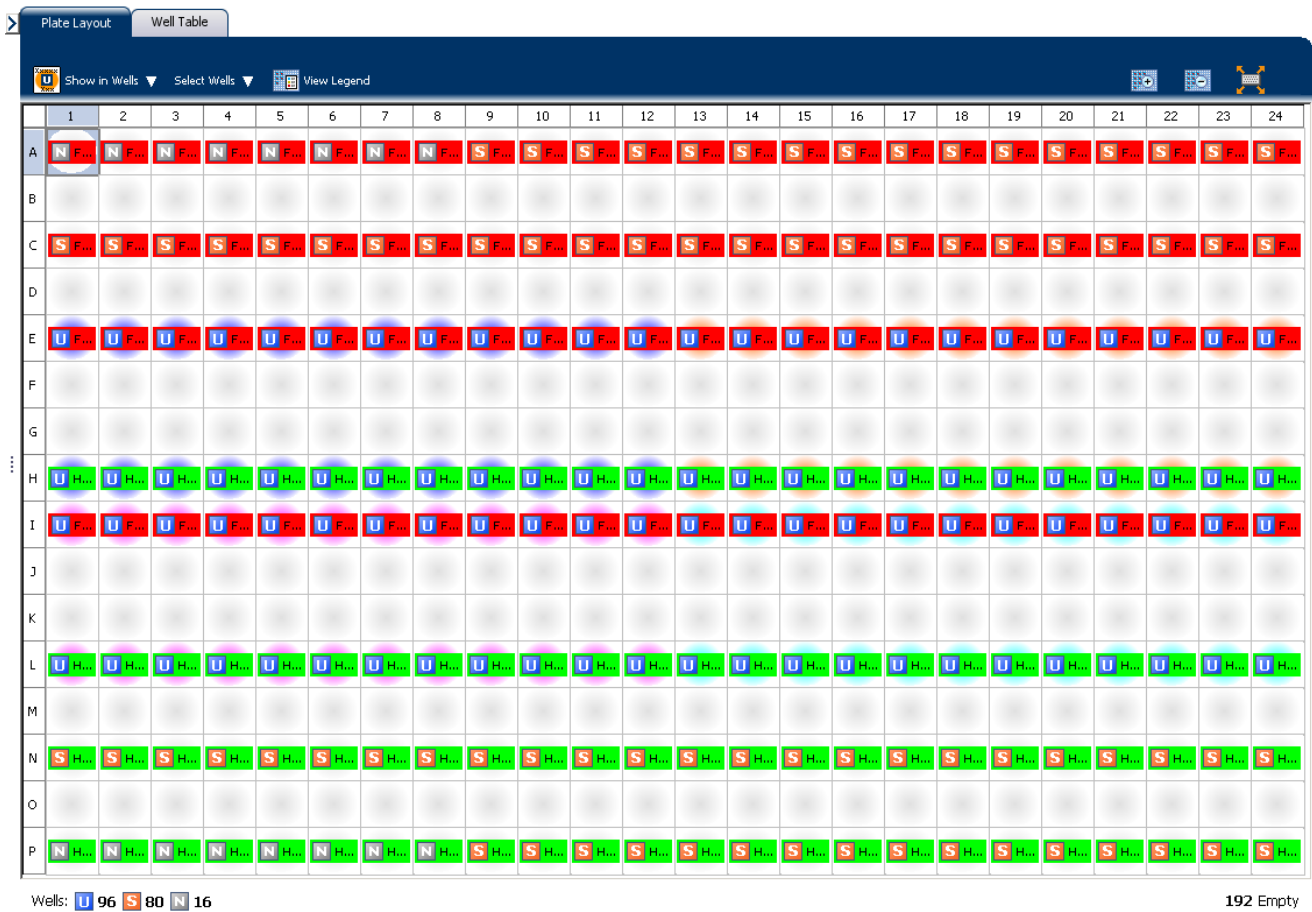 Plate Layout Well Table
Show in Wells Select Wells View Legend
1 2 3 4 5 6 7 8 9 10 11 12 13 14 15 16 17 18 19 20 21 22 23 24
A N F... N F... N F... N F... N F... N F... N F... N F... S F... S F... S F... S F... S F... S F... S F... S F... S F... S F... S F... S F... S F... S F... S F... S F...
B
C S F... S F... S F... S F... S F... S F... S F... S F... S F... S F... S F... S F... S F... S F... S F... S F... S F... S F... S F... S F... S F... S F... S F... S F...
D
E U F... U F... U F... U F... U F... U F... U F... U F... U F... U F... U F... U F... U F... U F... U F... U F... U F... U F... U F... U F... U F... U F... U F... U F...
F
G
H U H... U H... U H... U H... U H... U H... U H... U H... U H... U H... U H... U H... U H... U H... U H... U H... U H... U H... U H... U H... U H... U H... U H... U H...
I U F... U F... U F... U F... U F... U F... U F... U F... U F... U F... U F... U F... U F... U F... U F... U F... U F... U F... U F... U F... U F... U F... U F... U F...
J
K
L U H... U H... U H... U H... U H... U H... U H... U H... U H... U H... U H... U H... U H... U H... U H... U H... U H... U H... U H... U H... U H... U H... U H... U H...
M
N S H... S H... S H... S H... S H... S H... S H... S H... S H... S H... S H... S H... S H... S H... S H... S H... S H... S H... S H... S H... S H... S H... S H... S H...
O
P N H... N H... N H... N H... N H... N H... N H... N H... S H... S H... S H... S H... S H... S H... S H... S H... S H... S H... S H... S H... S H... S H... S H... S H...
Wells: U 96 S 80 N 16 192 Empty